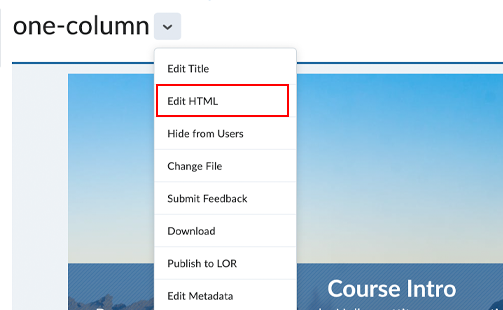 one-column
Edit Title
Edit HTML
Hide from Users
Change File
Submit Feedback
Download
Publish to LOR
Edit Metadata
Course Intro